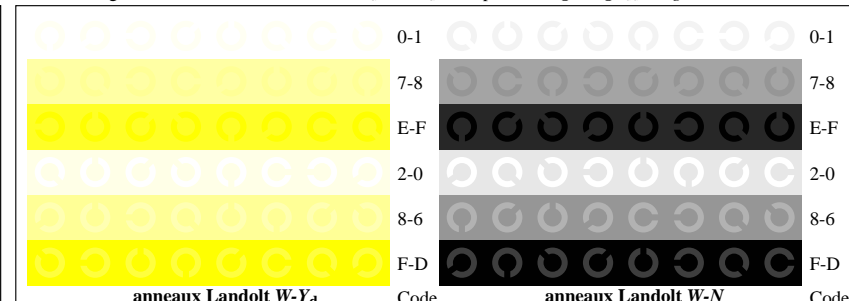 0-1 0-1
7-8 7-8
E-F E-F
2-0 2-0
8-6 8-6
F-D F-D
anneaux Landolt W-Yd Code anneaux Landolt W-N Code